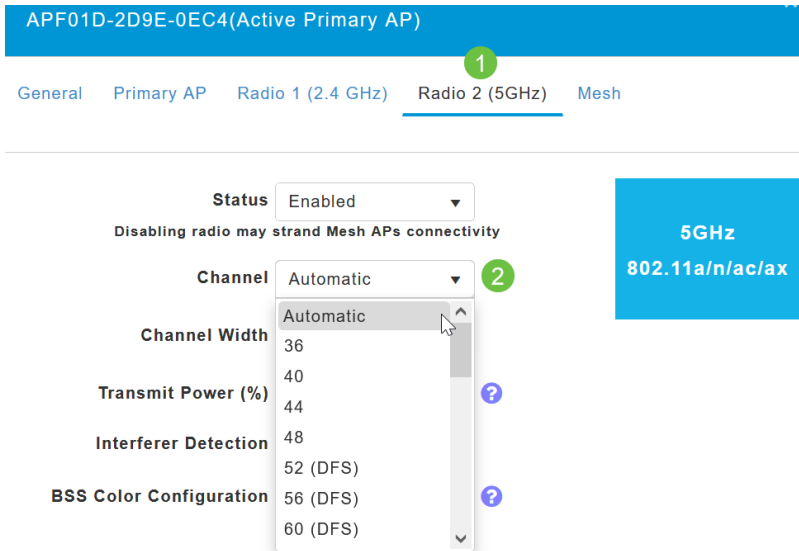 APF01D-2D9E-0EC4(Active Primary AP)
1
General Primary AP Radio 1 (2.4 GHz) Radio 2 (5GHz) Mesh
Status Enabled
Disabling radio may strand Mesh APs connectivity
5GHz
802.11a/n/ac/ax
Channel Automatic 2
Automatic
Channel Width
36
40
Transmit Power (%) ?
44
Interferer Detection
48
52 (DFS)
BSS Color Configuration ?
56 (DFS)
60 (DFS)